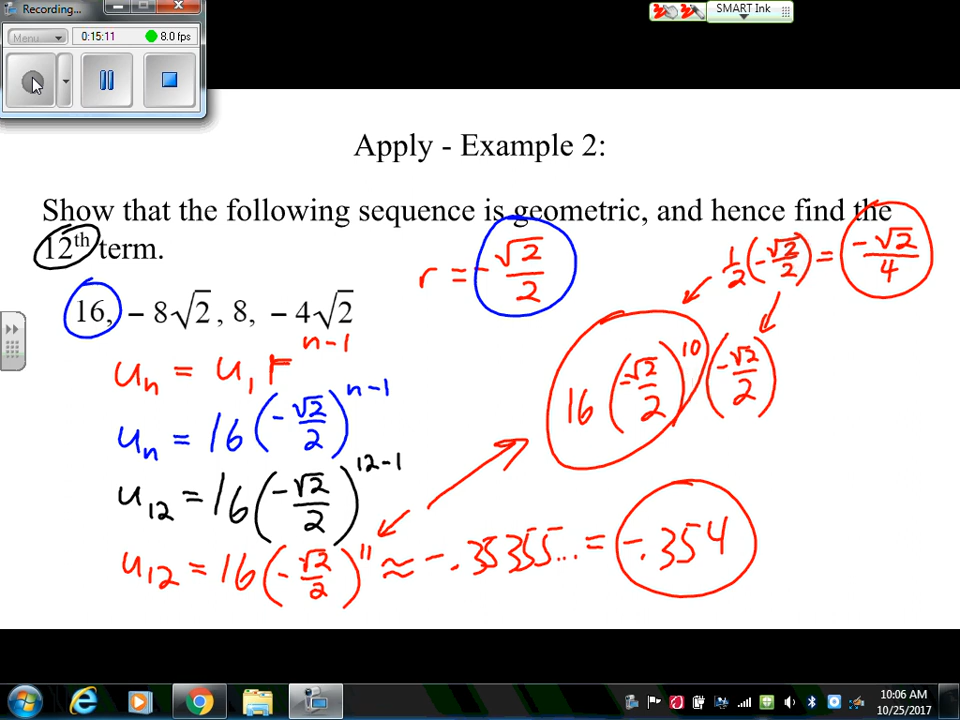 Recording...
SMART Ink
Menu
0:15:11
8.0 fps
Apply - Example 2:
Show that the following sequence is geometric, and hence find the
12th term.
r = -√2/2
1/2(-√2/2) = -√2/4
16, – 8√2 , 8, – 4√2
uₙ = u₁ rⁿ⁻¹
16(-√2/2)¹⁰(-√2/2)
uₙ = 16(-√2/2)ⁿ⁻¹
u₁₂ = 16(-√2/2)¹²⁻¹
u₁₂ = 16(-√2/2)¹¹ ≈ -.35355... = -.354
10:06 AM
10/25/2017